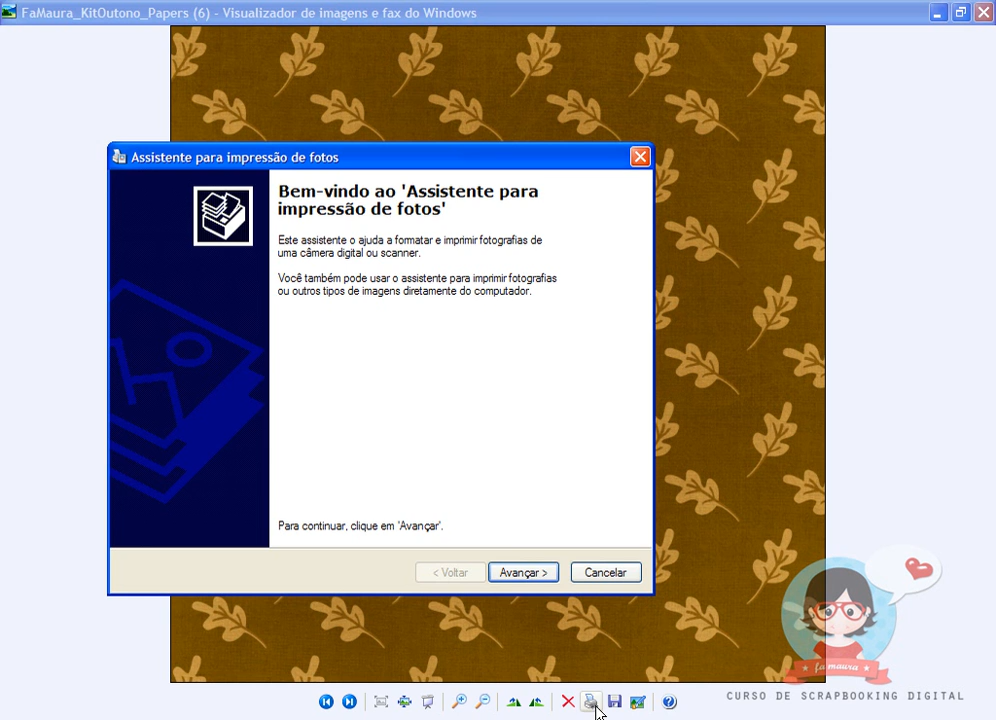 FaMaura_KitOutono_Papers (6) - Visualizador de imagens e fax do Windows
Assistente para impressão de fotos
Bem-vindo ao 'Assistente para
impressão de fotos'
Este assistente o ajuda a formatar e imprimir fotografias de
uma câmera digital ou scanner.
Você também pode usar o assistente para imprimir fotografias
ou outros tipos de imagens diretamente do computador.
Para continuar, clique em 'Avançar'.
< Voltar
Avançar >
Cancelar
fa maura
CURSO DE SCRAPBOOKING DIGITAL